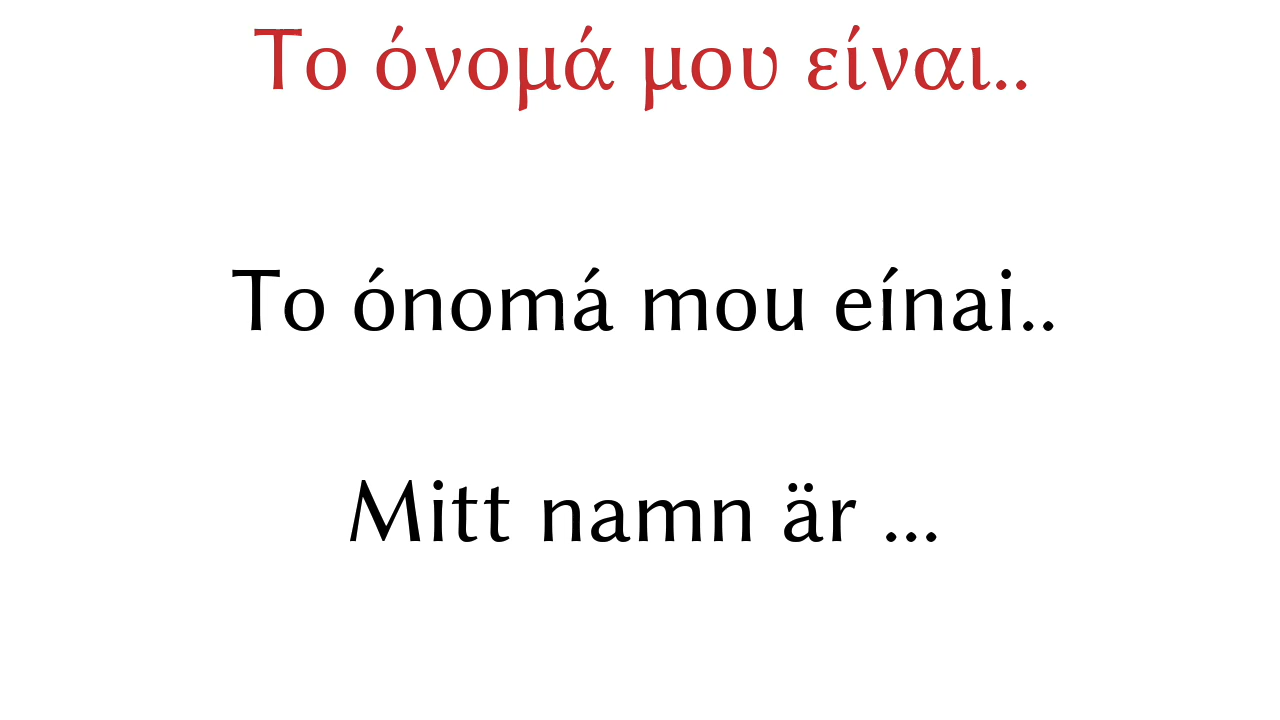 Το όνομά μου είναι..
To ónomá mou eínai..
Mitt namn är ...